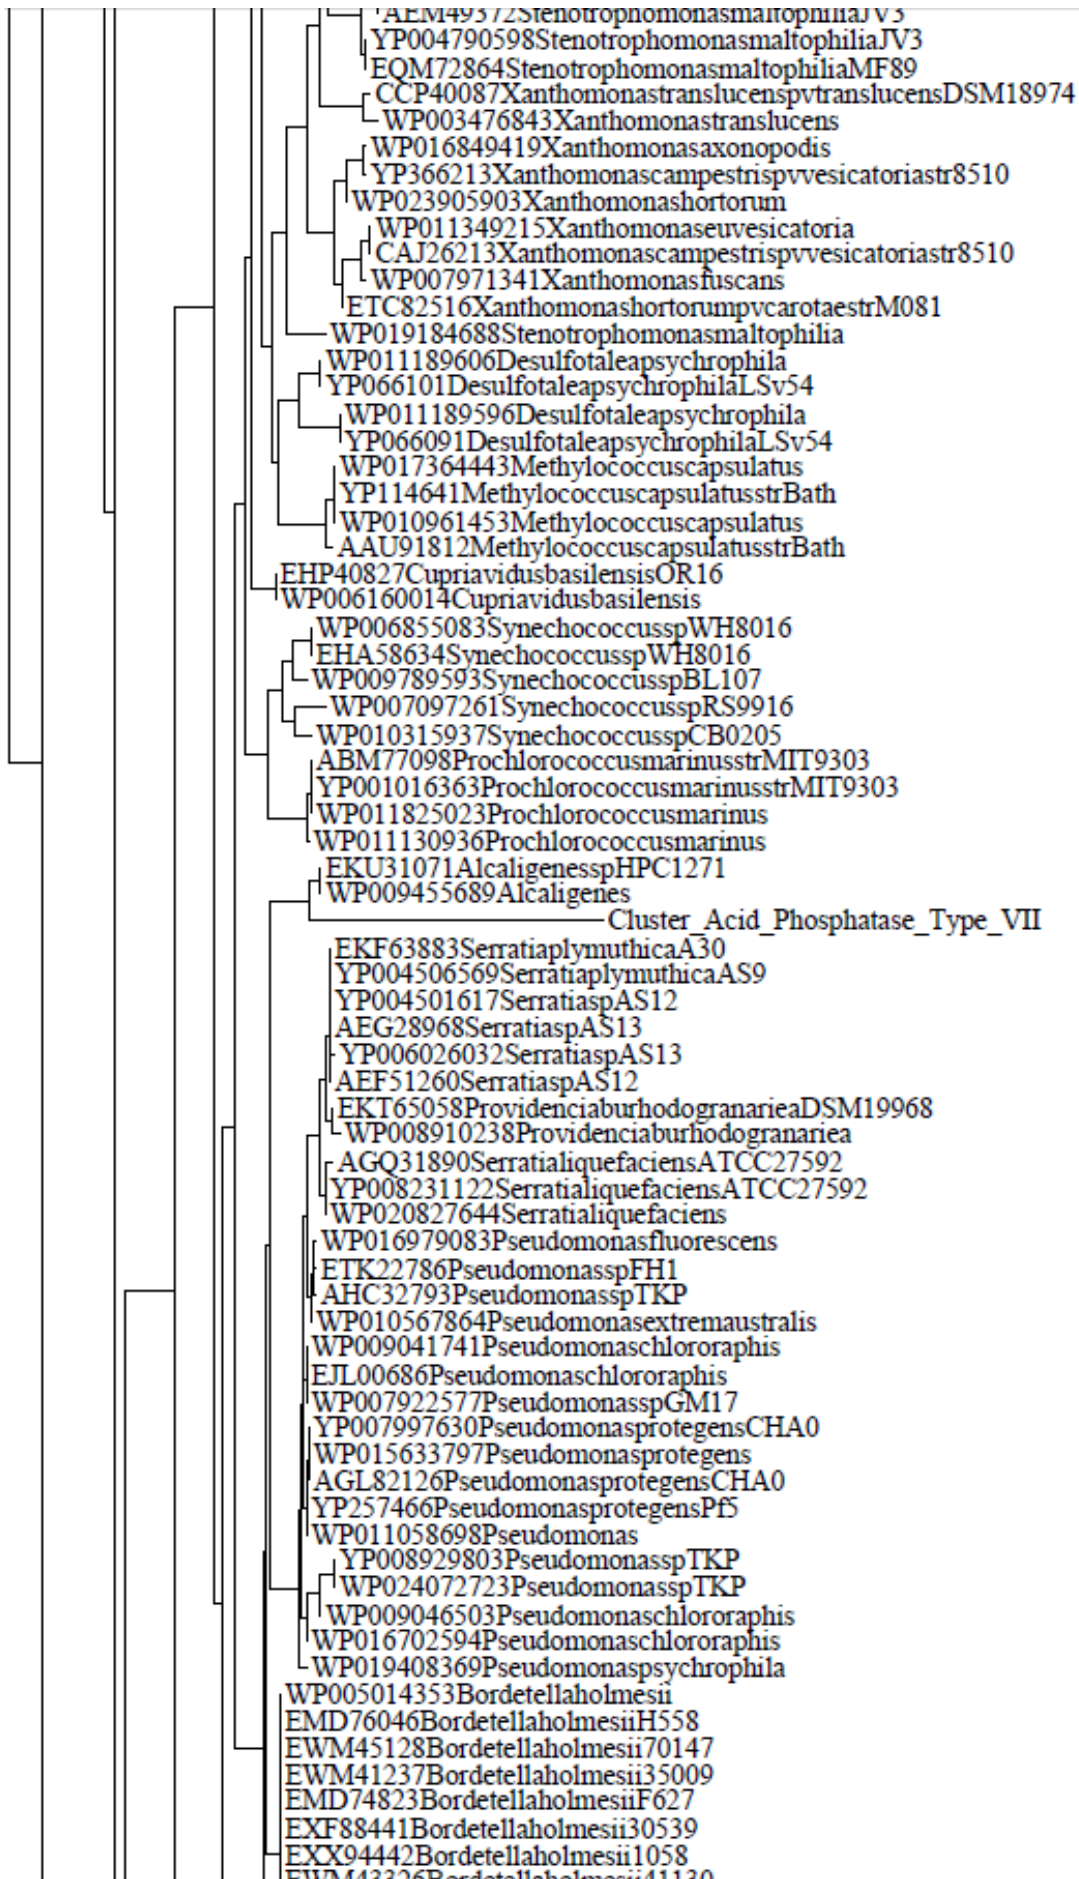 AEM49372StenotrophomonasmaltophiliaJV3
YP004790598StenotrophomonasmaltophiliaJV3
EQM72864StenotrophomonasmaltophiliaMF89
CCP40087XanthomonastranslucenspvtranslucensDSM18974
WP003476843Xanthomonastranslucens
WP016849419Xanthomonasaxonopodis
YP366213Xanthomonascampestrispvvesicatoriastr8510
WP023905903Xanthomonashortorum
WP011349215Xanthomonaseuvesicatoria
CAJ26213Xanthomonascampestrispvvesicatoriastr8510
WP007971341Xanthomonasfuscans
ETC82516XanthomonashortorumpvcarotaestrM081
WP019184688Stenotrophomonasmaltophilia
WP011189606Desulfotaleapsychrophila
YP066101DesulfotaleapsychrophilaLSv54
WP011189596Desulfotaleapsychrophila
YP066091DesulfotaleapsychrophilaLSv54
WP017364443Methylococcuscapsulatus
YP114641MethylococcuscapsulatusstrBath
WP010961453Methylococcuscapsulatus
AAU91812MethylococcuscapsulatusstrBath
EHP40827CupriavidusbasilensisOR16
WP006160014Cupriavidusbasilensis
WP006855083SynechococcusspWH8016
EHA58634SynechococcusspWH8016
WP009789593SynechococcusspBL107
WP007097261SynechococcusspRS9916
WP010315937SynechococcusspCB0205
ABM77098ProchlorococcusmarinusstrMIT9303
YP001016363ProchlorococcusmarinusstrMIT9303
WP011825023Prochlorococcusmarinus
WP011130936Prochlorococcusmarinus
EKU31071AlcaligenesspHPC1271
WP009455689Alcaligenes
Cluster_Acid_Phosphatase_Type_VII
EKF63883SerratiaplymuthicaA30
YP004506569SerratiaplymuthicaAS9
YP004501617SerratiaspAS12
AEG28968SerratiaspAS13
YP006026032SerratiaspAS13
AEF51260SerratiaspAS12
EKT65058ProvidenciaburhodogranarieaDSM19968
WP008910238Providenciaburhodogranariea
AGQ31890SerratialiquefaciensATCC27592
YP008231122SerratialiquefaciensATCC27592
WP020827644Serratialiquefaciens
WP016979083Pseudomonasfluorescens
ETK22786PseudomonasspFH1
AHC32793PseudomonasspTKP
WP010567864Pseudomonasextremaustralis
WP009041741Pseudomonaschlororaphis
EJL00686Pseudomonaschlororaphis
WP007922577PseudomonasspGM17
YP007997630PseudomonasprotegensCHA0
WP015633797Pseudomonasprotegens
AGL82126PseudomonasprotegensCHA0
YP257466PseudomonasprotegensPf5
WP011058698Pseudomonas
YP008929803PseudomonasspTKP
WP024072723PseudomonasspTKP
WP009046503Pseudomonaschlororaphis
WP016702594Pseudomonaschlororaphis
WP019408369Pseudomonaspsychrophila
WP005014353Bordetellaholmesii
EMD76046BordetellaholmesiiH558
EWM45128Bordetellaholmesii70147
EWM41237Bordetellaholmesii35009
EMD74823BordetellaholmesiiF627
EXF88441Bordetellaholmesii30539
EXX94442Bordetellaholmesii1058
EWM43326Bordetellaholmesii41130